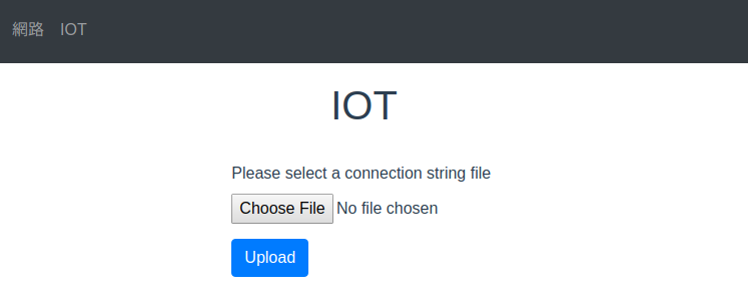 網路 IOT
IOT
Please select a connection string file
Choose File No file chosen
Upload